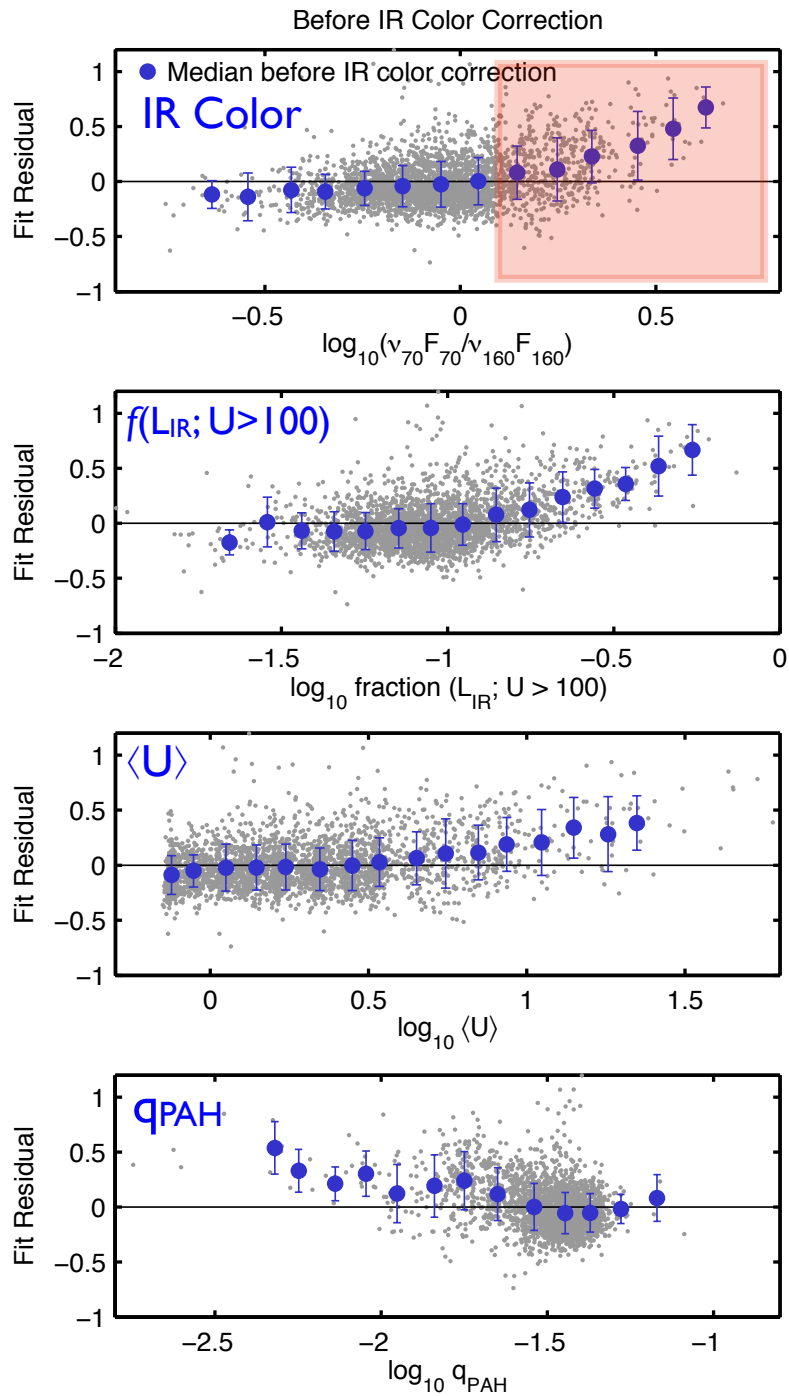 Before IR Color Correction
Median before IR color correction
IR Color
Fit Residual
1
0.5
0
−0.5
−1
−0.5 0 0.5
log10(ν70F70/ν160F160)
f(LIR; U>100)
Fit Residual
1
0.5
0
−0.5
−1
−2 −1.5 −1 −0.5 0
log10 fraction (LIR; U > 100)
⟨U⟩
Fit Residual
1
0.5
0
−0.5
−1
0 0.5 1 1.5
log10 ⟨U⟩
qPAH
Fit Residual
1
0.5
0
−0.5
−1
−2.5 −2 −1.5 −1
log10 qPAH